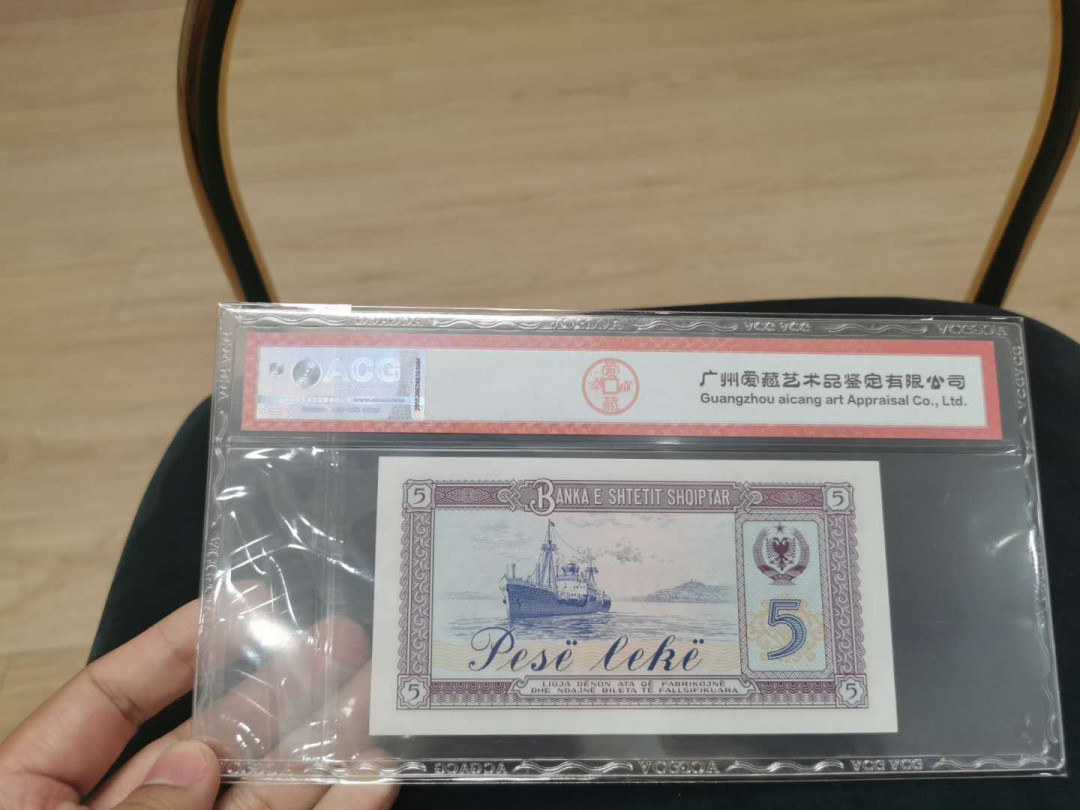 ACG
爱藏
广州爱藏艺术品鉴定有限公司
Guangzhou aicang art Appraisal Co., Ltd.
5
BANKA E SHTETIT SHQIPTAR
5
5
Pesë lekë
5
LIGJA DËNON ATA QË FABRIKOJNË
DHE NDAJNË BILETA TË FALLSIFIKUARA
5